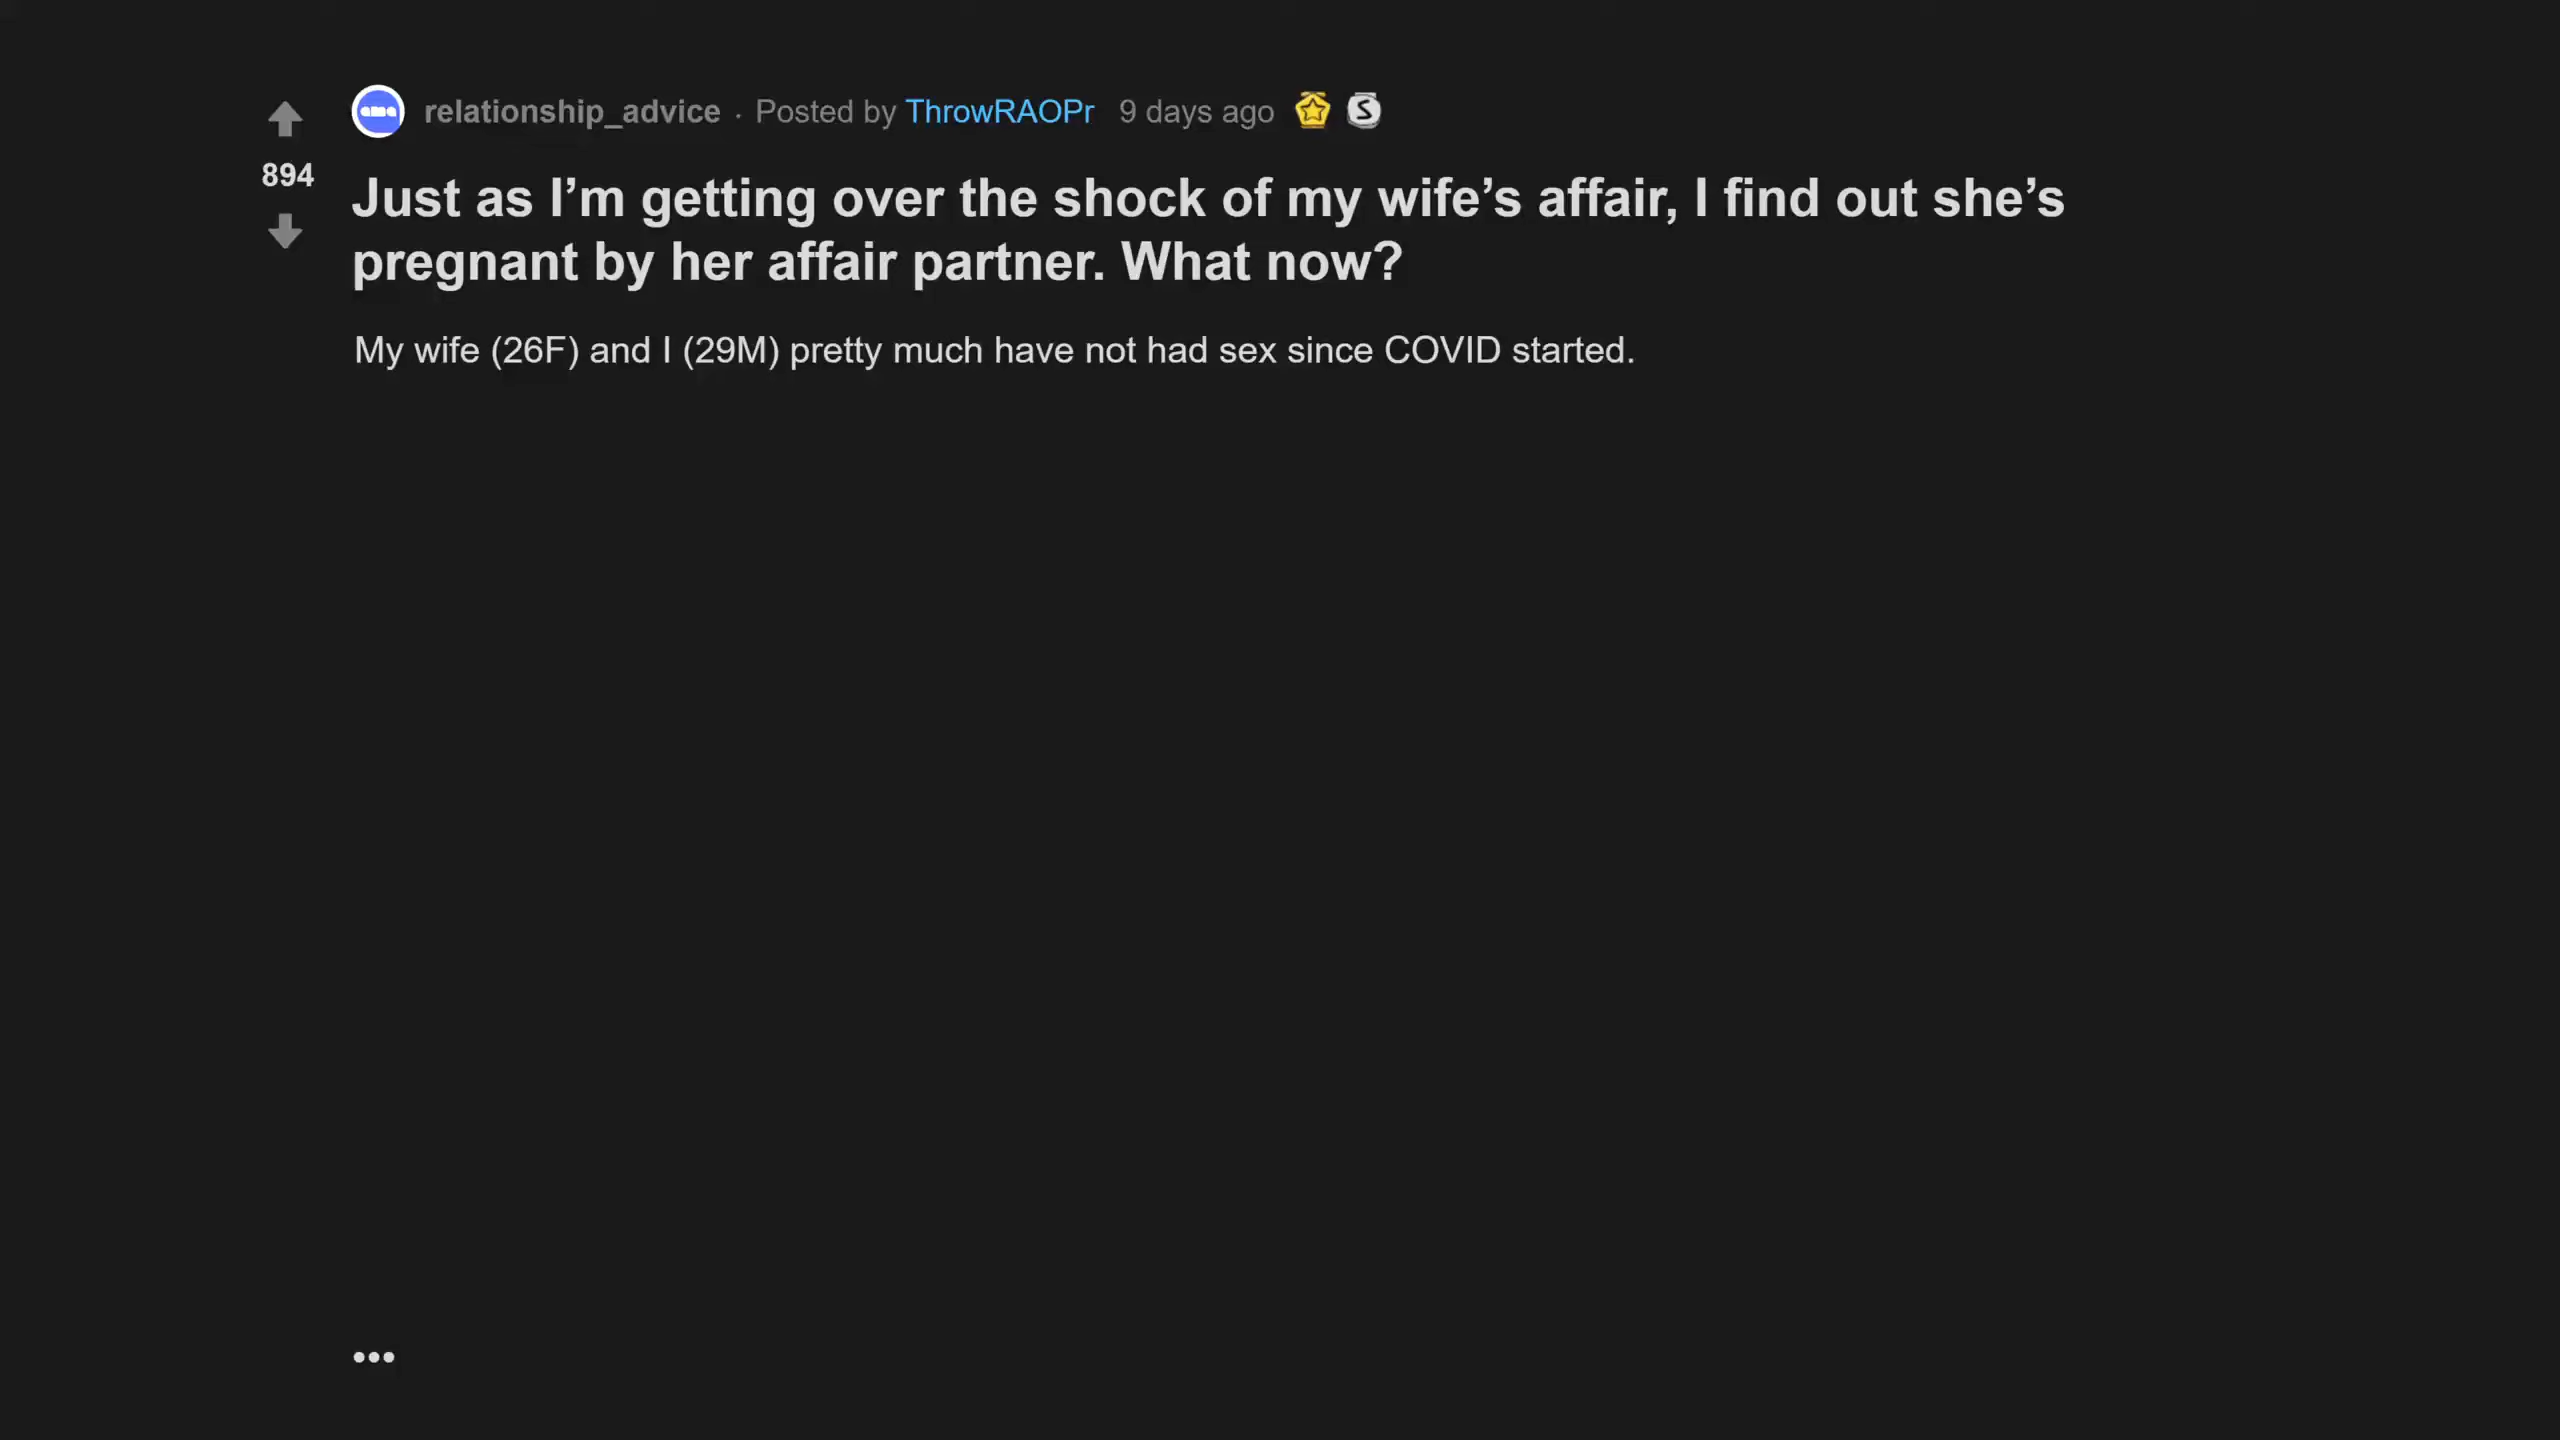 relationship_advice · Posted by ThrowRAOPr 9 days ago
894
Just as I’m getting over the shock of my wife’s affair, I find out she’s
pregnant by her affair partner. What now?
My wife (26F) and I (29M) pretty much have not had sex since COVID started.